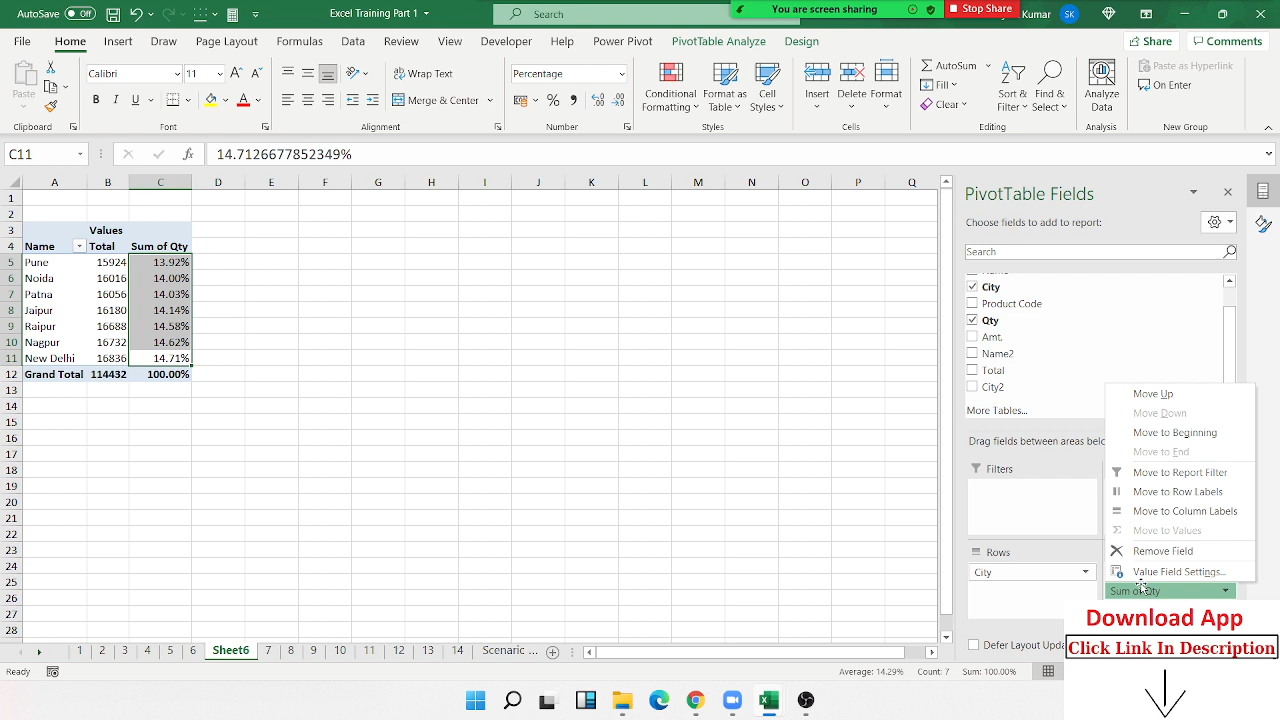 AutoSave Off
Excel Training Part 1
Search
You are screen sharing
Stop Share
Kumar SK
File Home Insert Draw Page Layout Formulas Data Review View Developer Help Power Pivot PivotTable Analyze Design
Share Comments
Paste
Calibri 11
B I U
Wrap Text
Merge & Center
Percentage
Conditional Formatting
Format as Table
Cell Styles
Insert Delete Format
AutoSum
Fill
Clear
Sort & Filter
Find & Select
Analyze Data
Paste as Hyperlink
On Enter
Clipboard Font Alignment Number Styles Cells Editing Analysis New Group
C11 fx 14.7126677852349%
A B C D E F G H I J K L M N O P Q
1
2
3 Values
4 Name Total Sum of Qty
5 Pune 15924 13.92%
6 Noida 16016 14.00%
7 Patna 16056 14.03%
8 Jaipur 16180 14.14%
9 Raipur 16688 14.58%
10 Nagpur 16732 14.62%
11 New Delhi 16836 14.71%
12 Grand Total 114432 100.00%
13
14
15
16
17
18
19
20
21
22
23
24
25
26
27
28
PivotTable Fields
Choose fields to add to report:
Search
City
Product Code
Qty
Amt.
Name2
Total
City2
More Tables...
Drag fields between areas belo
Filters
Rows
City
Move Up
Move Down
Move to Beginning
Move to End
Move to Report Filter
Move to Row Labels
Move to Column Labels
Move to Values
Remove Field
Value Field Settings...
Sum of Qty
Defer Layout Upda
Download App
Click Link In Description
1 2 3 4 5 6 Sheet6 7 8 9 10 11 12 13 14 Scenaric ...
Ready
Average: 14.29% Count: 7 Sum: 100.00%